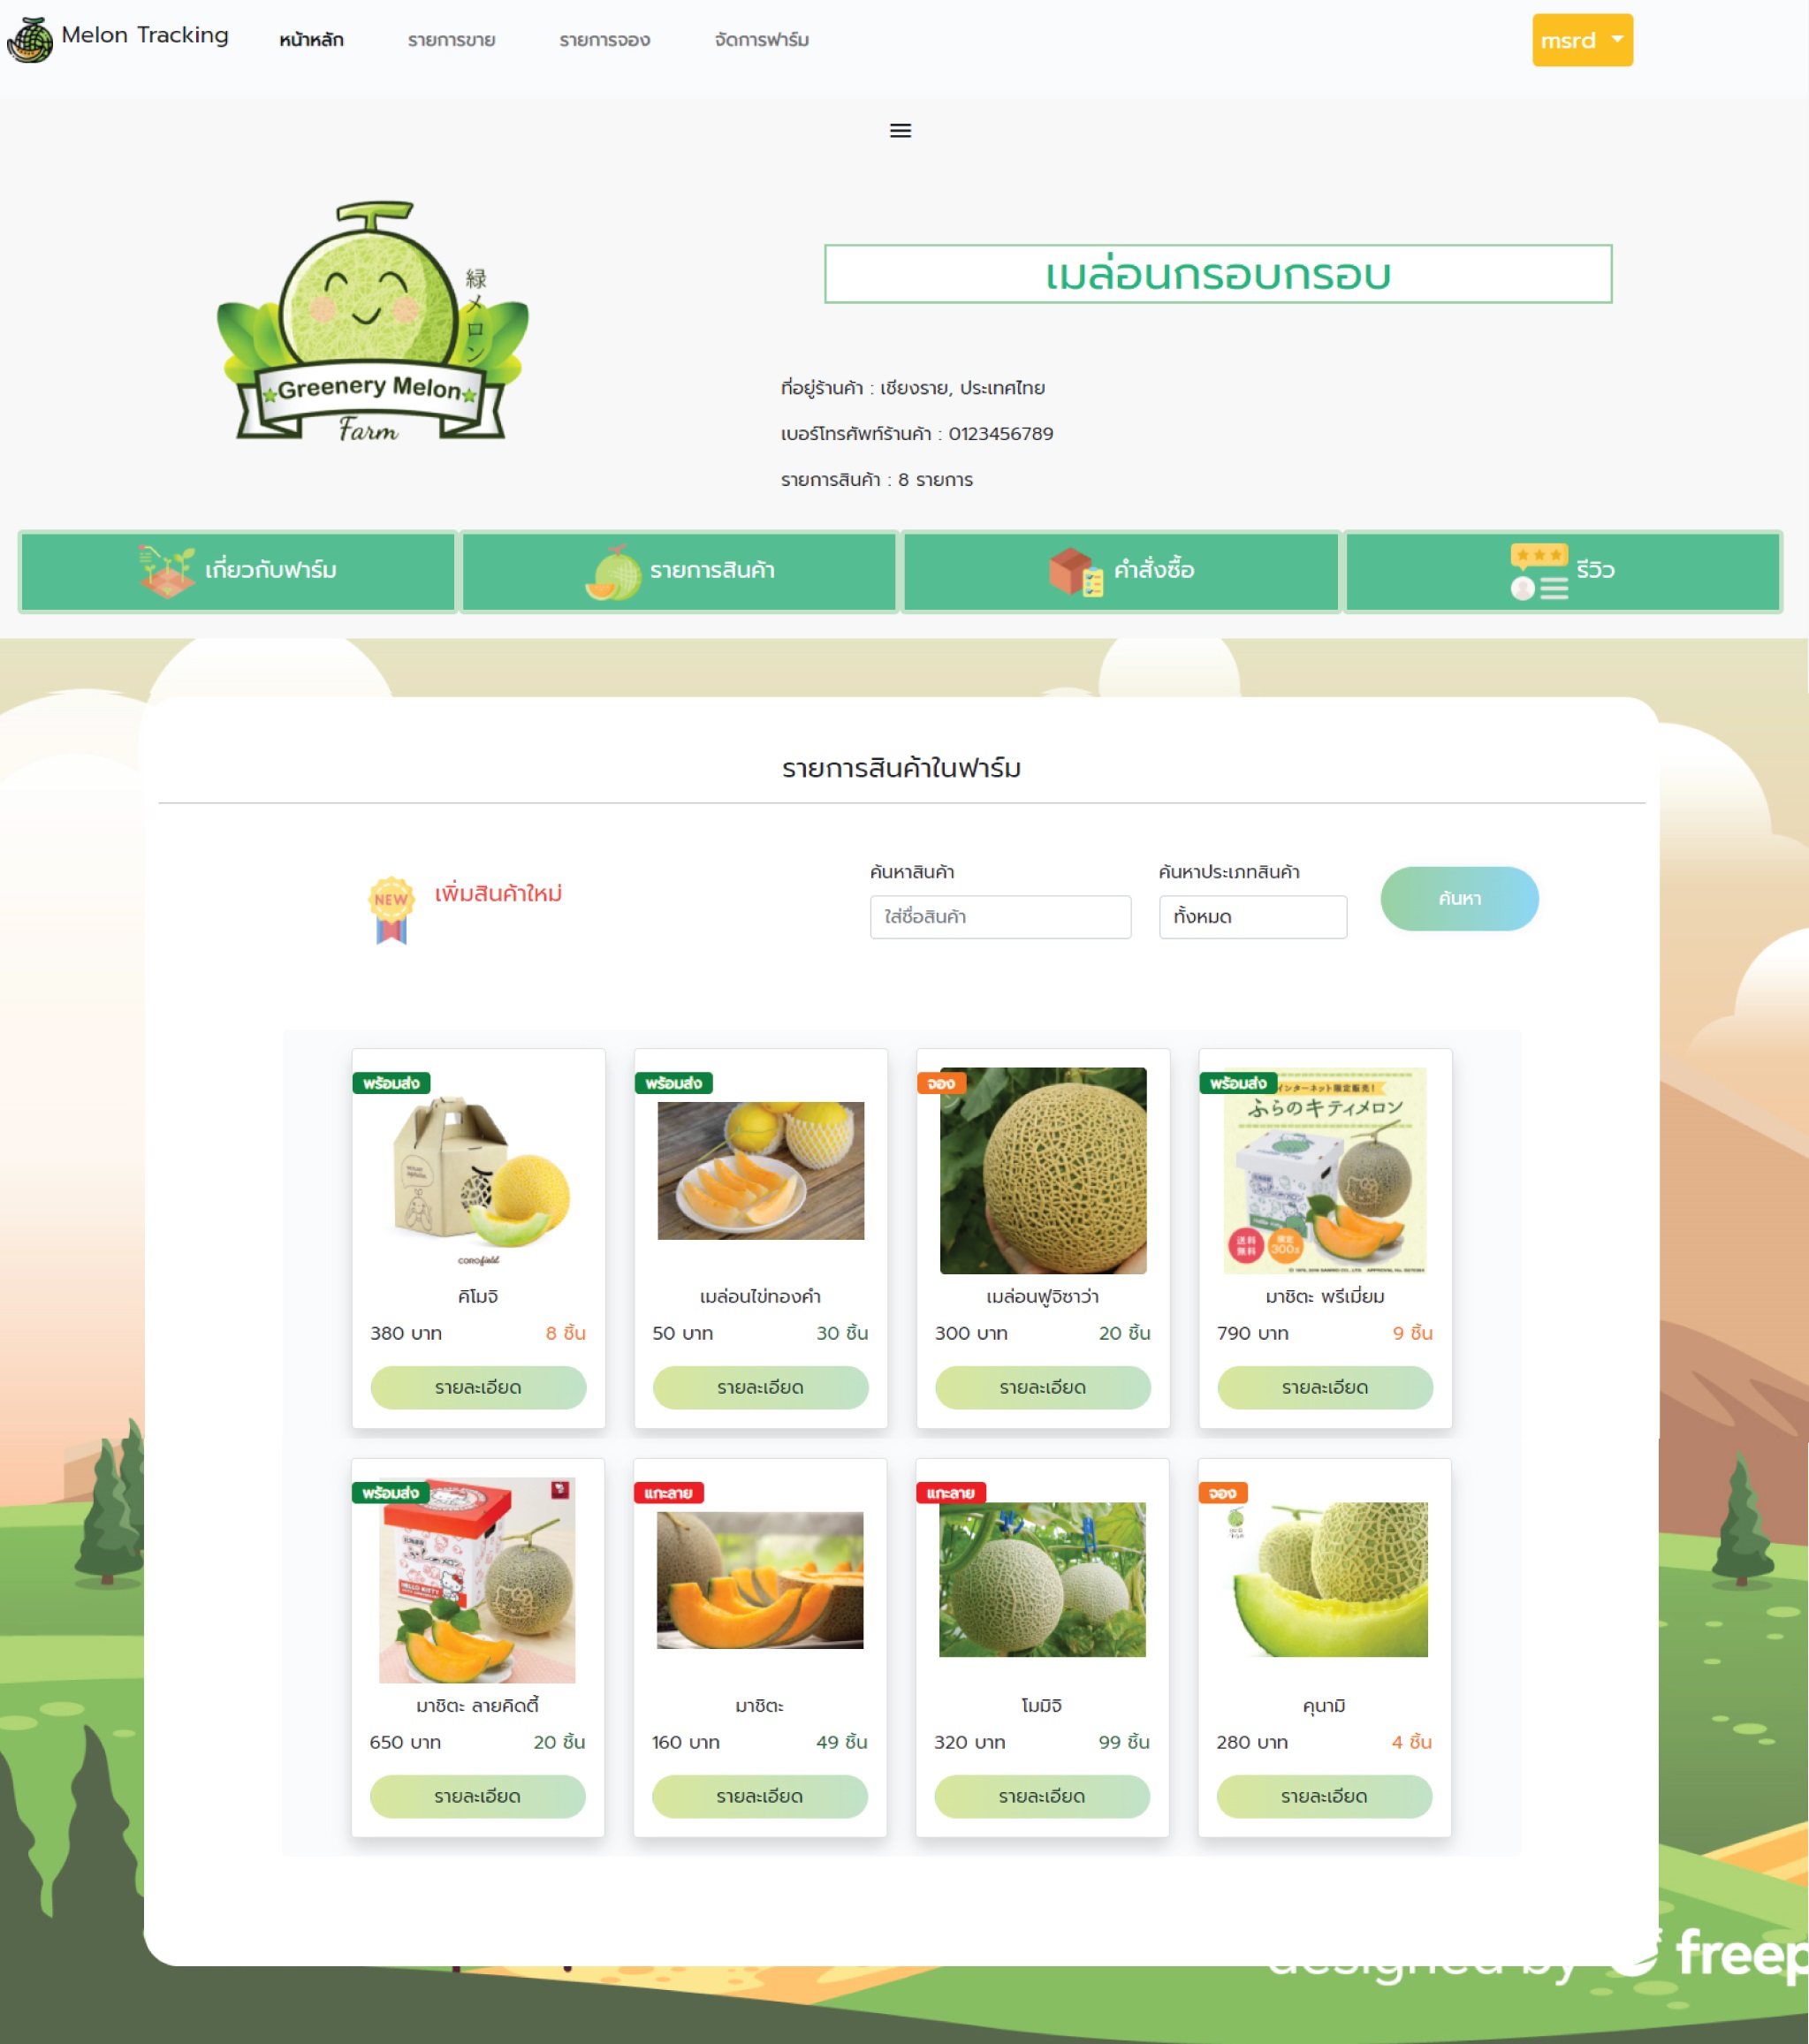 Melon Tracking
หน้าหลัก
รายการขาย
รายการจอง
จัดการฟาร์ม
msrd
緑メロン
Greenery Melon
Farm
เมล่อนกรอบกรอบ
ที่อยู่ร้านค้า : เชียงราย, ประเทศไทย
เบอร์โทรศัพท์ร้านค้า : 0123456789
รายการสินค้า : 8 รายการ
เกี่ยวกับฟาร์ม
รายการสินค้า
คำสั่งซื้อ
รีวิว
รายการสินค้าในฟาร์ม
NEW
เพิ่มสินค้าใหม่
ค้นหาสินค้า
ใส่ชื่อสินค้า
ค้นหาประเภทสินค้า
ทั้งหมด
ค้นหา
พร้อมส่ง
COROfield
คิโมจิ
380 บาท
8 ชิ้น
รายละเอียด
พร้อมส่ง
เมล่อนไข่ทองคำ
50 บาท
30 ชิ้น
รายละเอียด
จอง
เมล่อนฟูจิซาว่า
300 บาท
20 ชิ้น
รายละเอียด
พร้อมส่ง
インターネット限定販売!
ふらのキティメロン
送料無料
限定
300
มาชิตะ พรีเมี่ยม
790 บาท
9 ชิ้น
รายละเอียด
พร้อมส่ง
HELLO KITTY
มาชิตะ ลายคิดตี้
650 บาท
20 ชิ้น
รายละเอียด
แกะลาย
มาชิตะ
160 บาท
49 ชิ้น
รายละเอียด
แกะลาย
โมมิจิ
320 บาท
99 ชิ้น
รายละเอียด
จอง
คุนามิ
280 บาท
4 ชิ้น
รายละเอียด
designed by freep